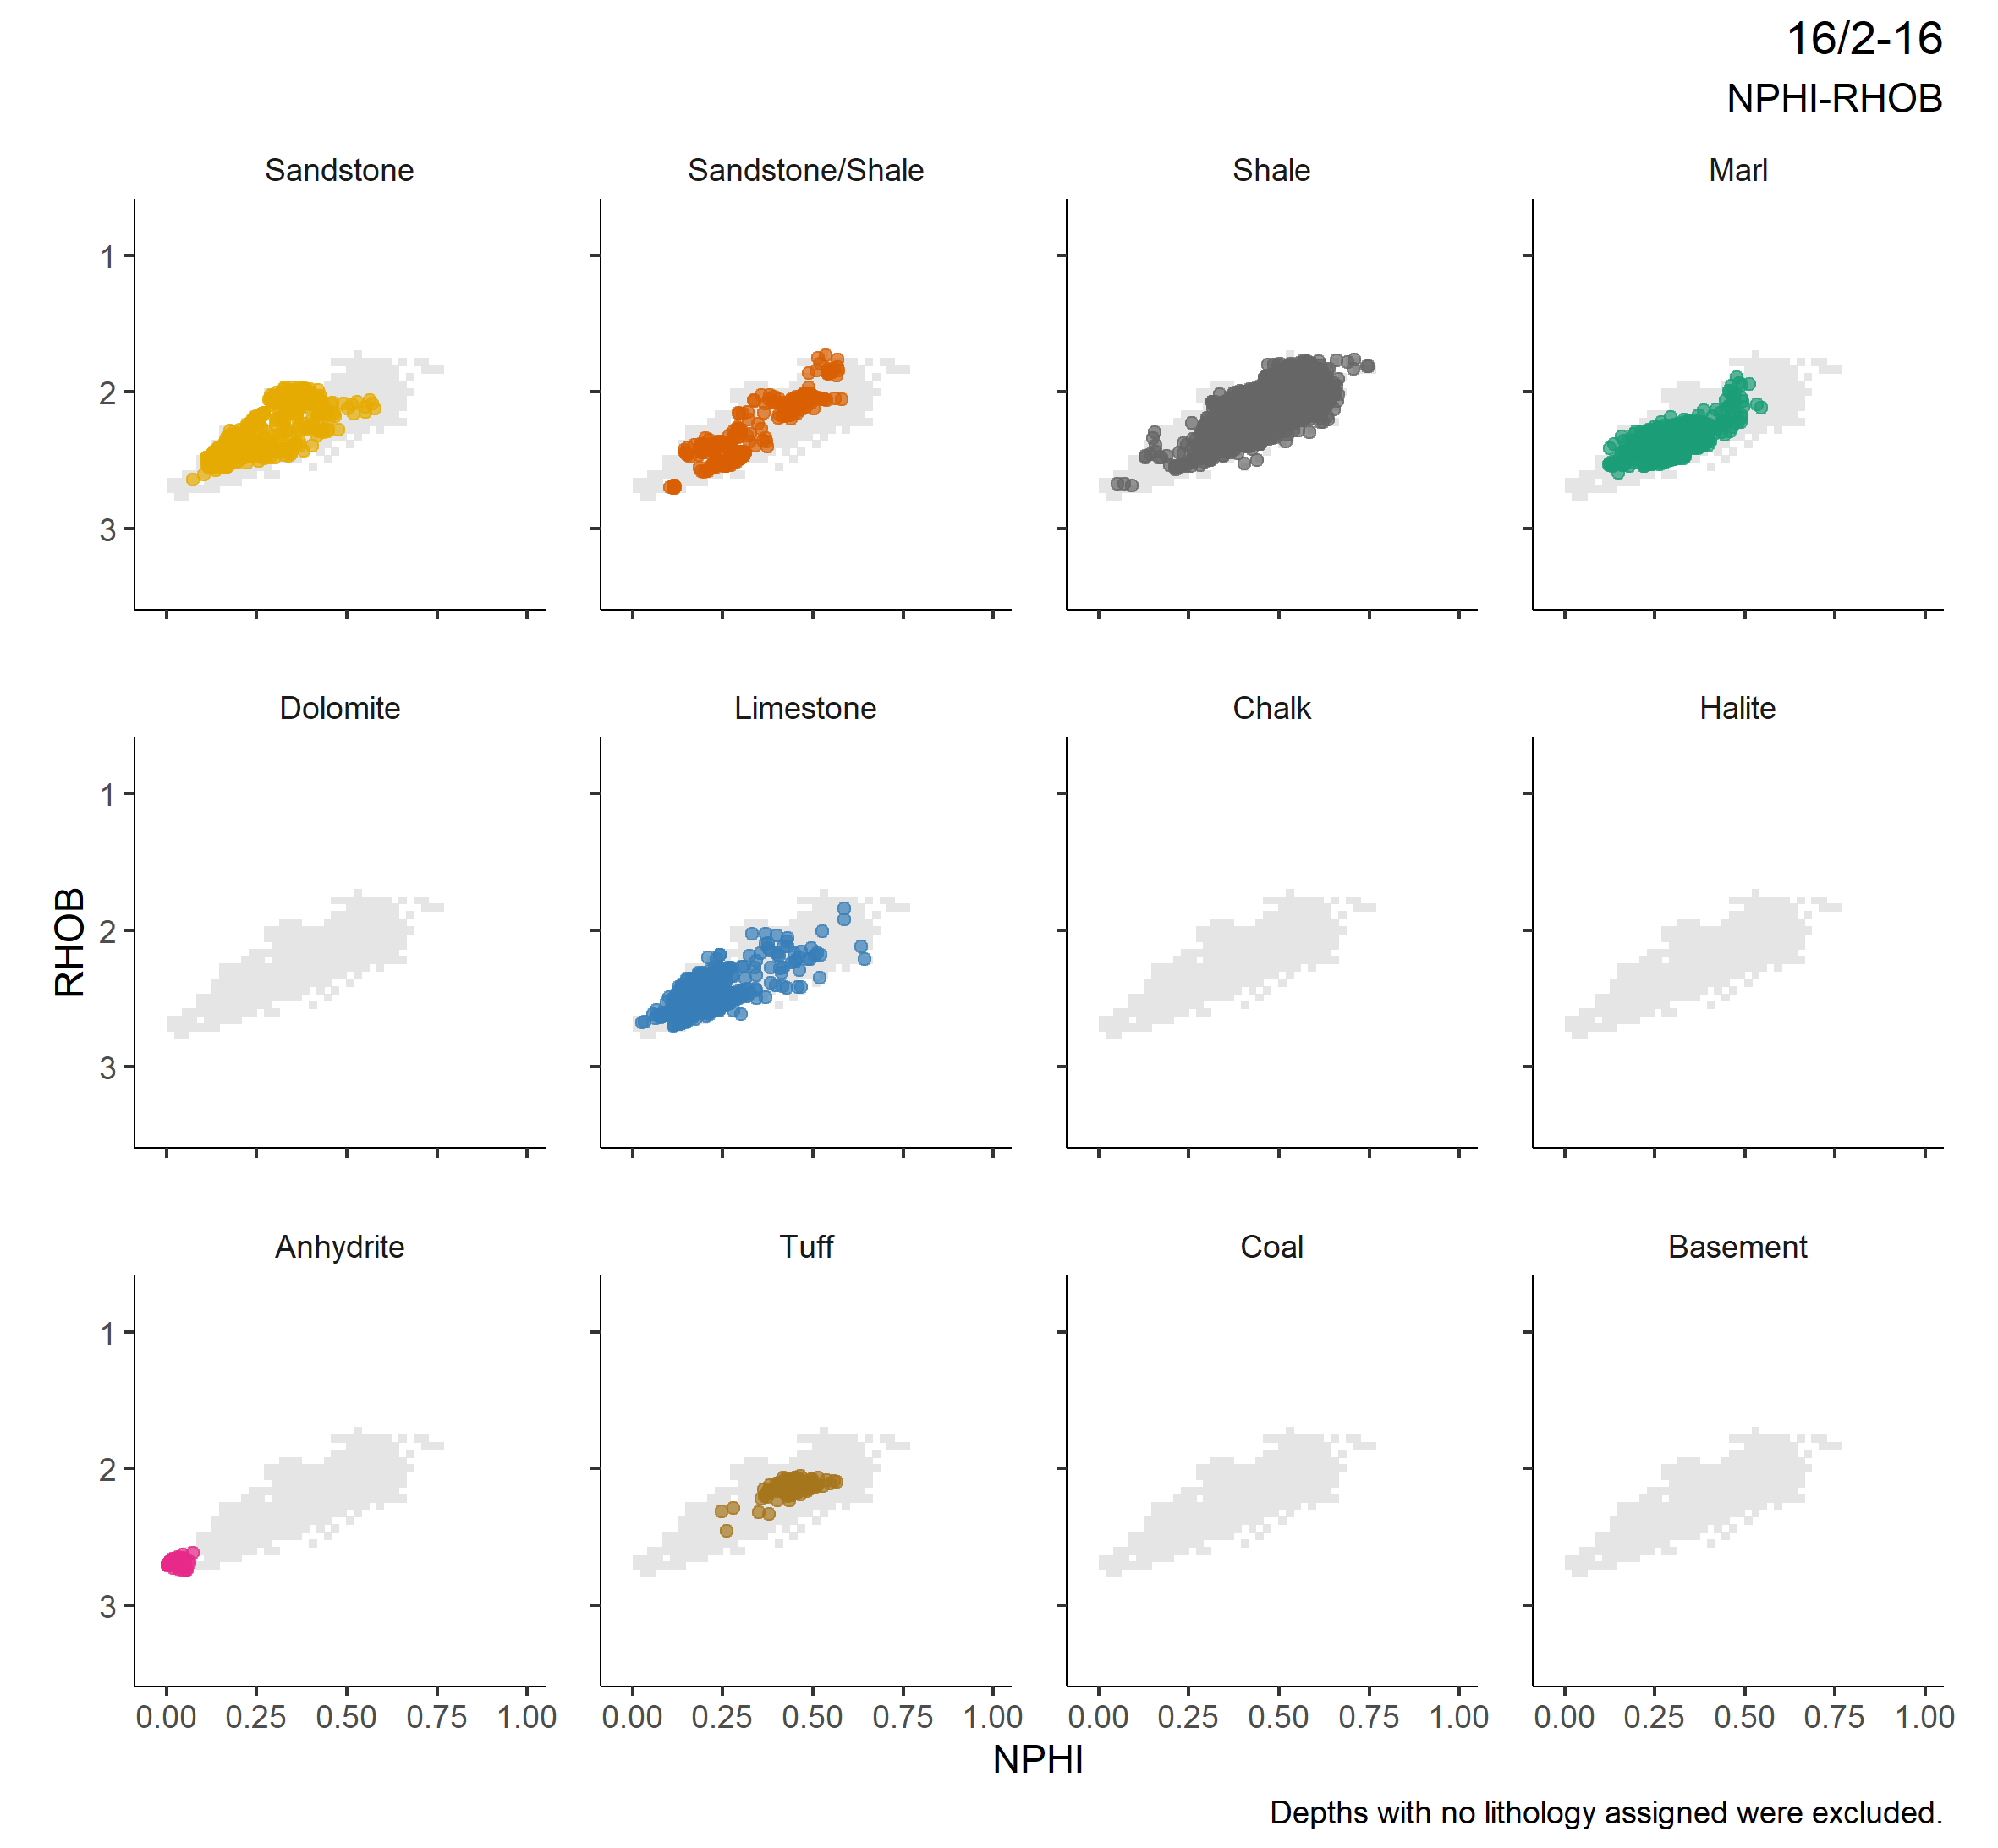 16/2-16
NPHI-RHOB
Sandstone Sandstone/Shale Shale Marl
1
2
3
Dolomite Limestone Chalk Halite
1
2
3
RHOB
Anhydrite Tuff Coal Basement
1
2
3
0.00 0.25 0.50 0.75 1.00 0.00 0.25 0.50 0.75 1.00 0.00 0.25 0.50 0.75 1.00 0.00 0.25 0.50 0.75 1.00
NPHI
Depths with no lithology assigned were excluded.